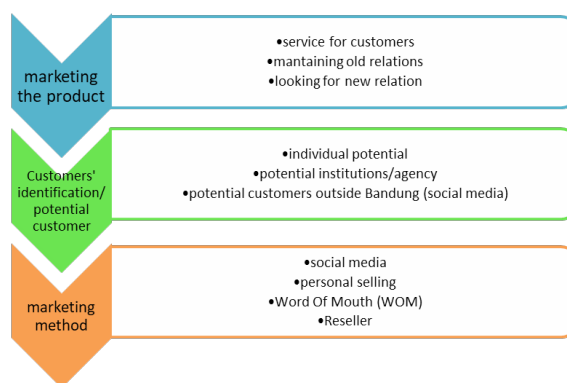 marketing
the product
•service for customers
•mantaining old relations
•looking for new relation
Customers'
identification/
potential
customer
•individual potential
•potential institutions/agency
•potential customers outside Bandung (social media)
marketing
method
•social media
•personal selling
•Word Of Mouth (WOM)
•Reseller